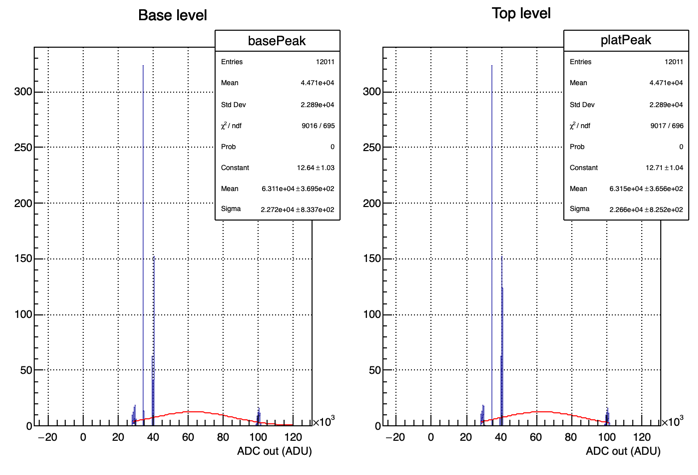 Base level
basePeak
Entries 12011
Mean 4.471e+04
Std Dev 2.289e+04
χ² / ndf 9016 / 695
Prob 0
Constant 12.64 ± 1.03
Mean 6.311e+04 ± 3.695e+02
Sigma 2.272e+04 ± 8.337e+02
300
250
200
150
100
50
0
−20 0 20 40 60 80 100 120 ×10³
ADC out (ADU)
Top level
platPeak
Entries 12011
Mean 4.471e+04
Std Dev 2.289e+04
χ² / ndf 9017 / 696
Prob 0
Constant 12.71 ± 1.04
Mean 6.315e+04 ± 3.656e+02
Sigma 2.266e+04 ± 8.252e+02
300
250
200
150
100
50
0
−20 0 20 40 60 80 100 120 ×10³
ADC out (ADU)